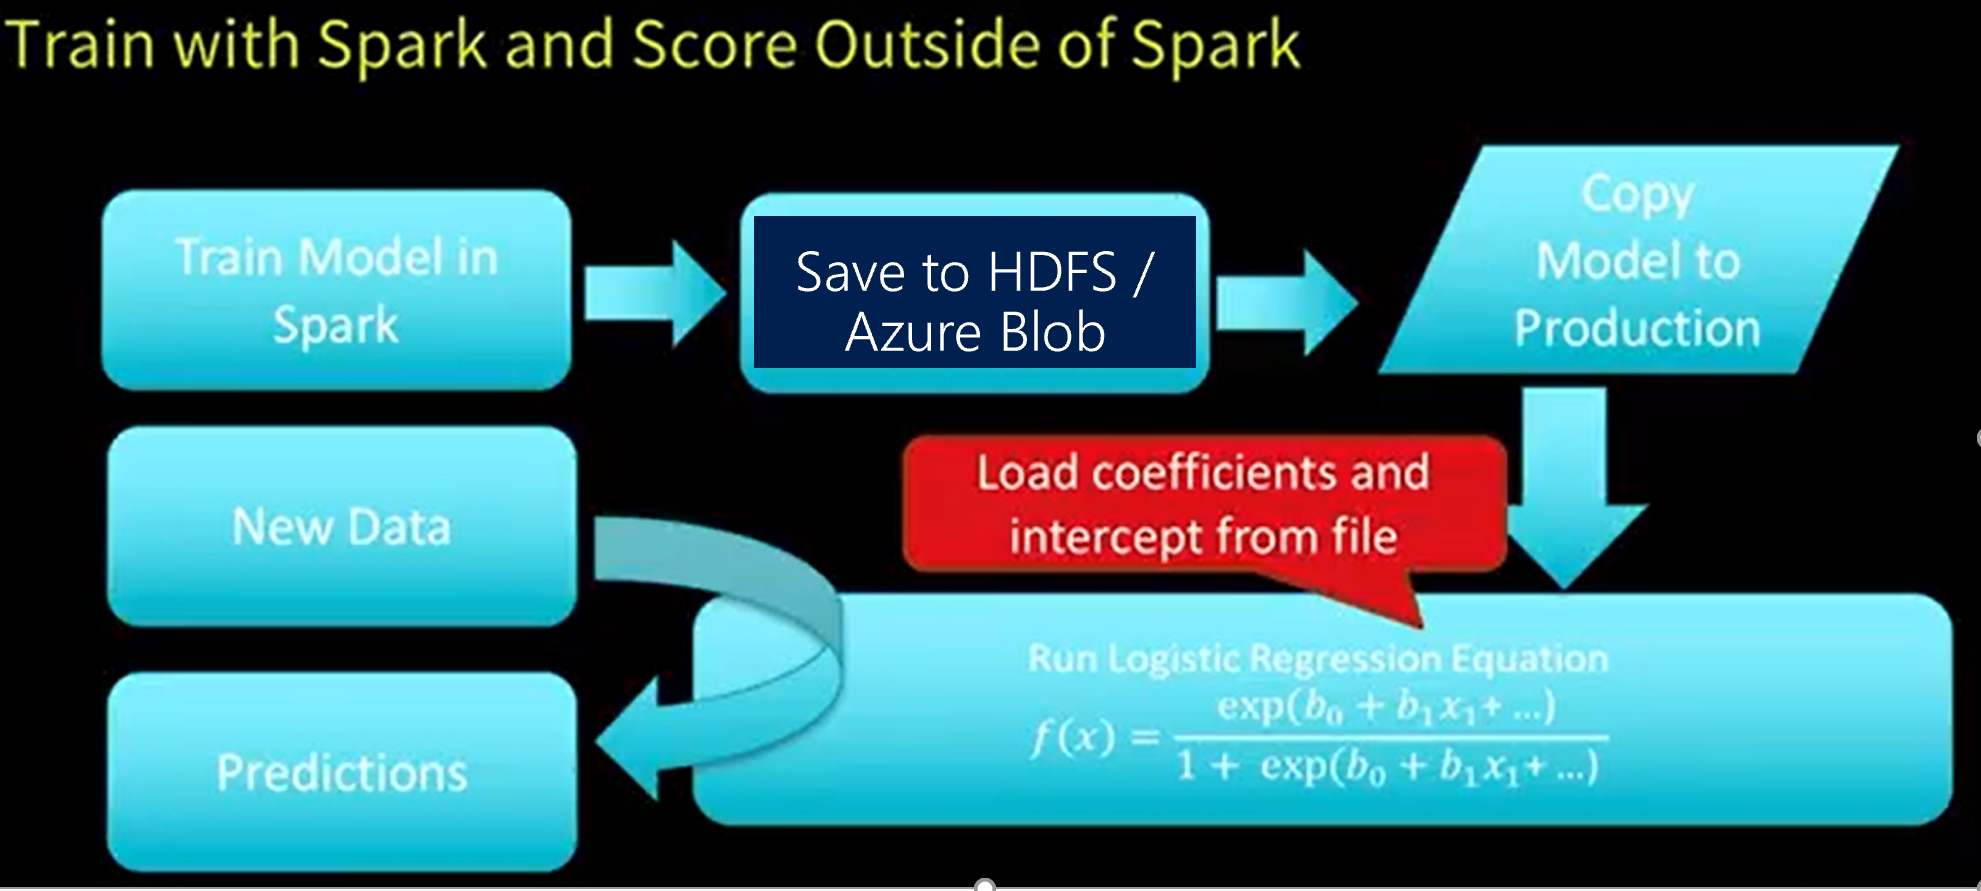 Train with Spark and Score Outside of Spark
Train Model in
Spark
Save to HDFS /
Azure Blob
Copy
Model to
Production
New Data
Load coefficients and
intercept from file
Run Logistic Regression Equation
f(x) = exp(b₀ + b₁x₁+ ...) / 1 + exp(b₀ + b₁x₁+ ...)
Predictions